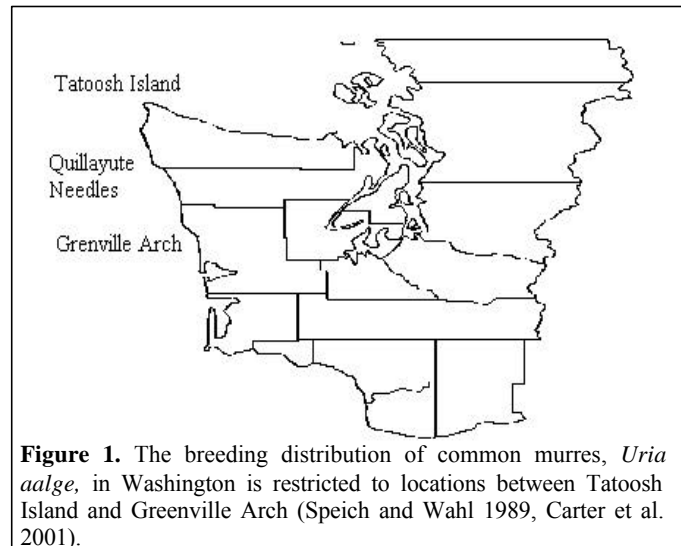 Tatoosh Island
Quillayute
Needles
Grenville Arch
Figure 1. The breeding distribution of common murres, Uria
aalge, in Washington is restricted to locations between Tatoosh
Island and Greenville Arch (Speich and Wahl 1989, Carter et al.
2001).